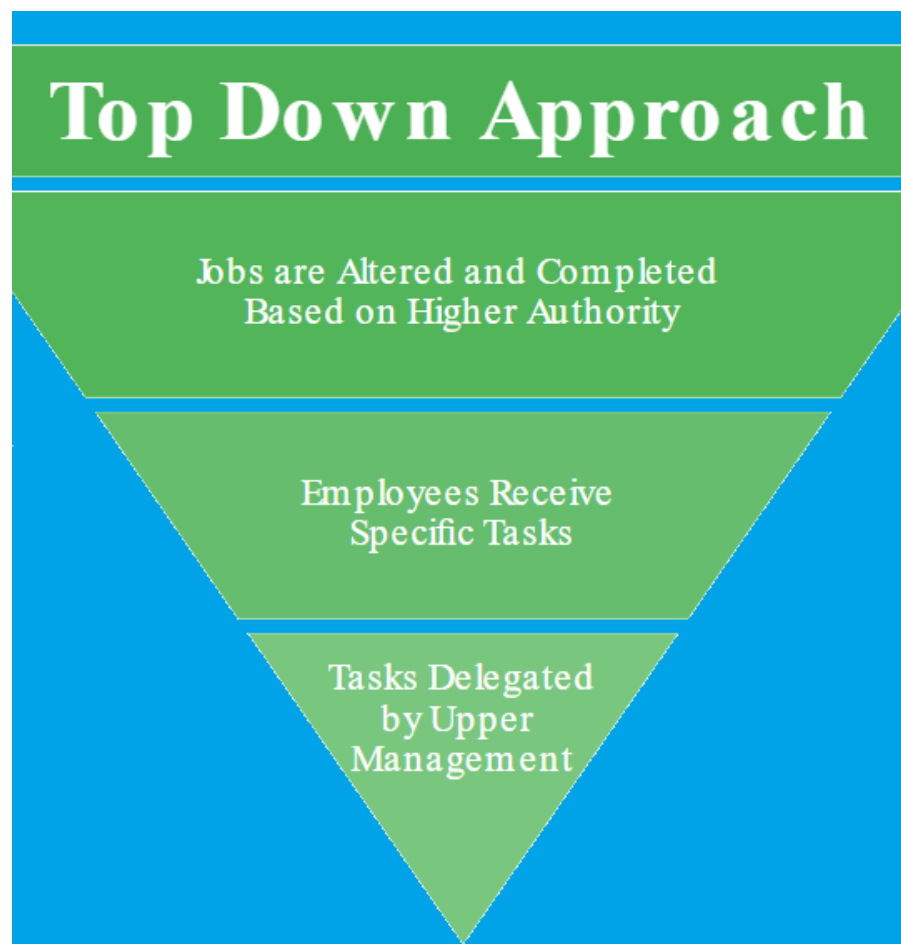 Top Down Approach
Jobs are Altered and Completed
Based on Higher Authority
Employees Receive
Specific Tasks
Tasks Delegated
by Upper
Management